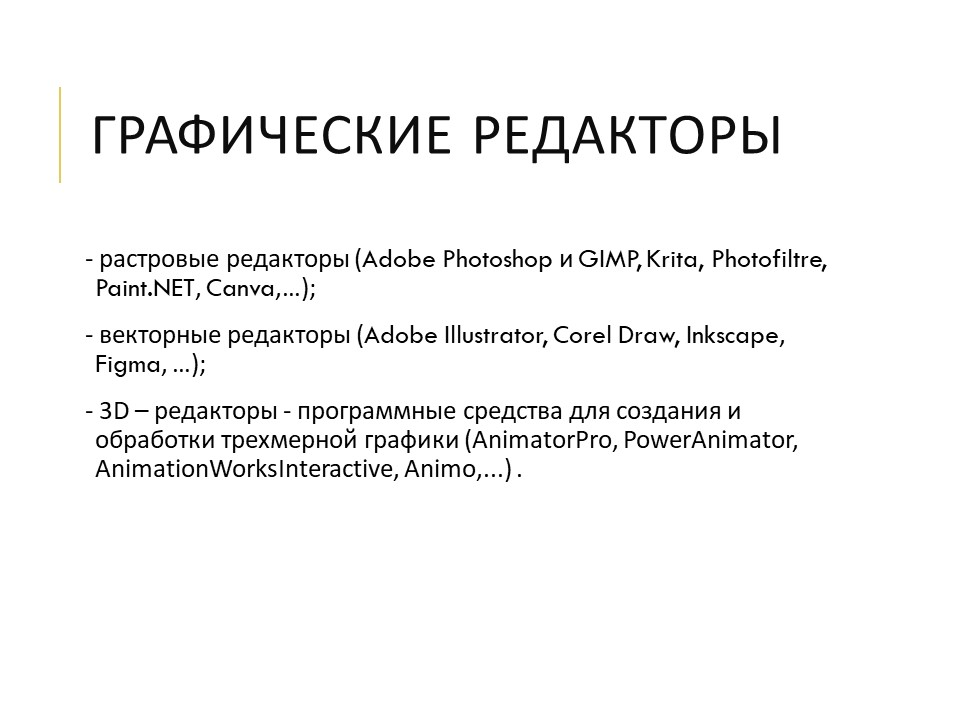 ГРАФИЧЕСКИЕ РЕДАКТОРЫ
- растровые редакторы (Adobe Photoshop и GIMP, Krita, Photofiltre,
Paint.NET, Canva,...);
- векторные редакторы (Adobe Illustrator, Corel Draw, Inkscape,
Figma, ...);
- 3D – редакторы - программные средства для создания и
обработки трехмерной графики (AnimatorPro, PowerAnimator,
AnimationWorksInteractive, Animo,...) .